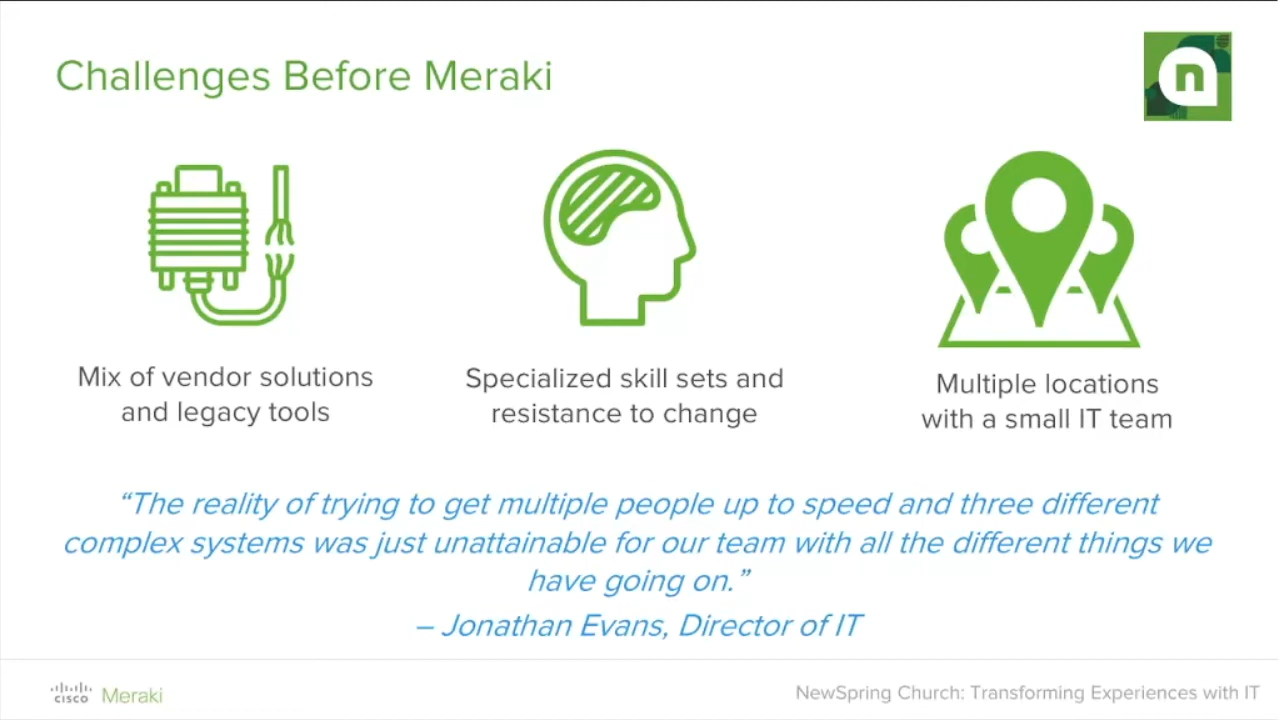 Challenges Before Meraki
n
Mix of vendor solutions
and legacy tools
Specialized skill sets and
resistance to change
Multiple locations
with a small IT team
“The reality of trying to get multiple people up to speed and three different
complex systems was just unattainable for our team with all the different things we
have going on.”
– Jonathan Evans, Director of IT
cisco Meraki
NewSpring Church: Transforming Experiences with IT